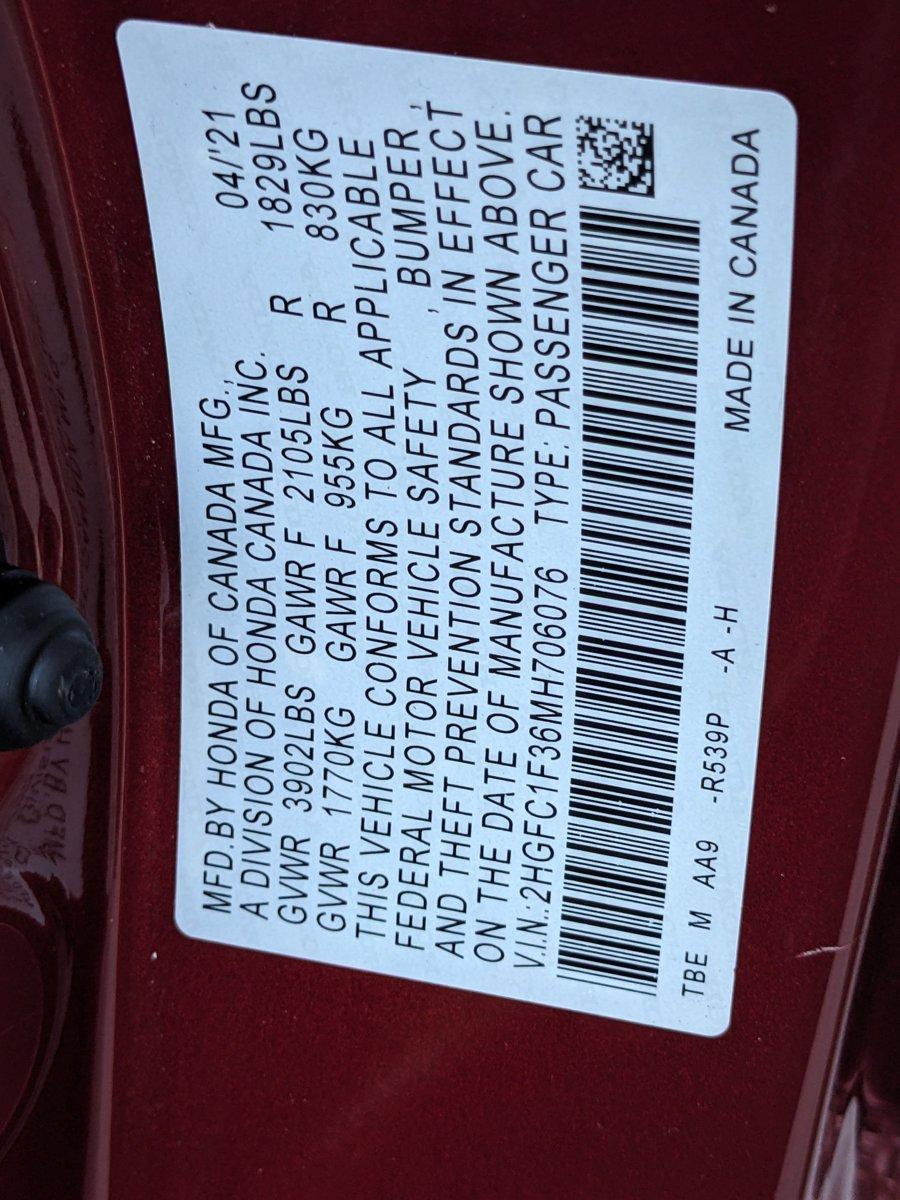 MFD.BY HONDA OF CANADA MFG., 04/'21
A DIVISION OF HONDA CANADA INC.
GVWR 3902LBS GAWR F 2105LBS R 1829LBS
GVWR 1770KG GAWR F 955KG R 830KG
THIS VEHICLE CONFORMS TO ALL APPLICABLE
FEDERAL MOTOR VEHICLE SAFETY , BUMPER ,
AND THEFT PREVENTION STANDARDS IN EFFECT
ON THE DATE OF MANUFACTURE SHOWN ABOVE.
V.I.N.:2HGFC1F36MH706076 TYPE: PASSENGER CAR
TBE M AA9 -R539P -A -H MADE IN CANADA